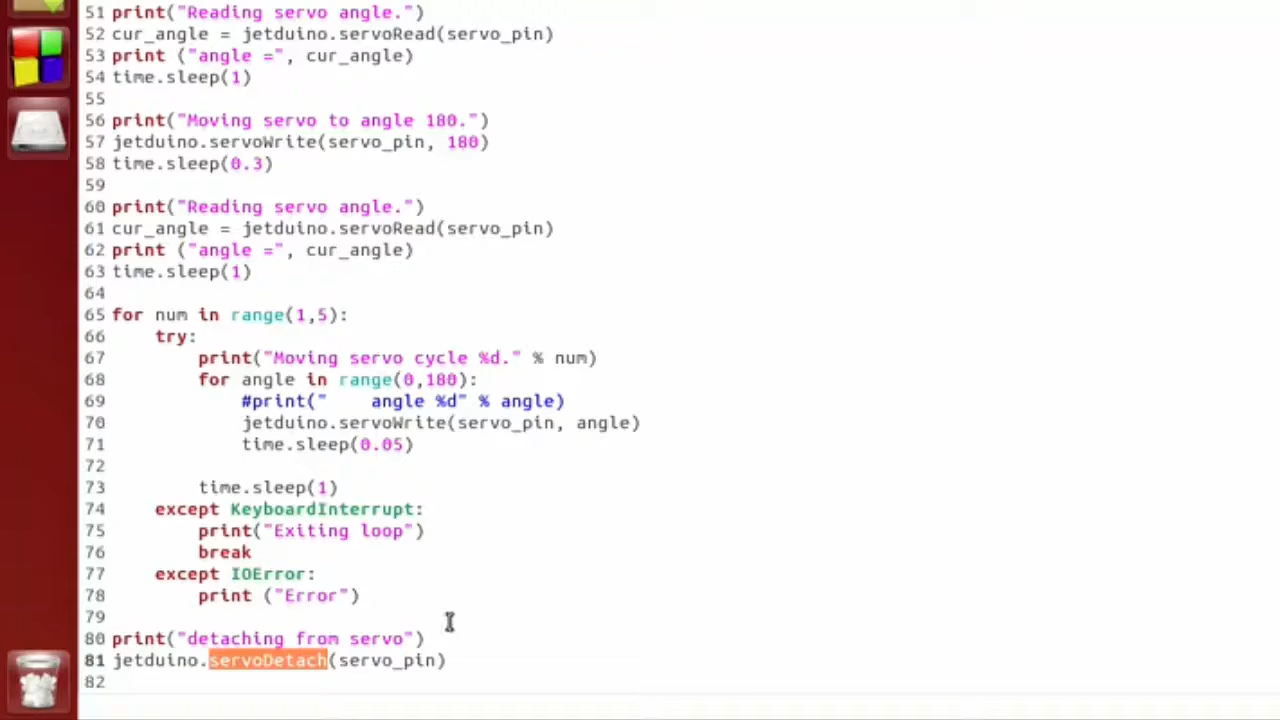 51 print("Reading servo angle.")
52 cur_angle = jetduino.servoRead(servo_pin)
53 print ("angle =", cur_angle)
54 time.sleep(1)
55
56 print("Moving servo to angle 180.")
57 jetduino.servoWrite(servo_pin, 180)
58 time.sleep(0.3)
59
60 print("Reading servo angle.")
61 cur_angle = jetduino.servoRead(servo_pin)
62 print ("angle =", cur_angle)
63 time.sleep(1)
64
65 for num in range(1,5):
66     try:
67         print("Moving servo cycle %d." % num)
68         for angle in range(0,180):
69             #print("    angle %d" % angle)
70             jetduino.servoWrite(servo_pin, angle)
71             time.sleep(0.05)
72
73         time.sleep(1)
74     except KeyboardInterrupt:
75         print("Exiting loop")
76         break
77     except IOError:
78         print ("Error")
79
80 print("detaching from servo")
81 jetduino.servoDetach(servo_pin)
82